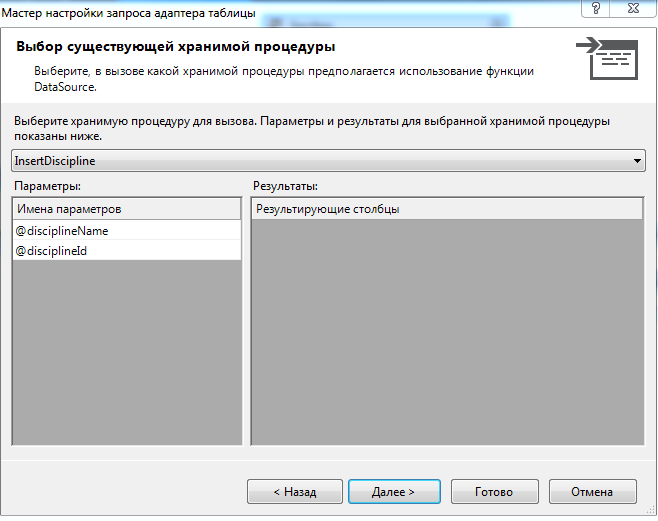 Мастер настройки запроса адаптера таблицы
?
Выбор существующей хранимой процедуры
Выберите, в вызове какой хранимой процедуры предполагается использование функции
DataSource.
Выберите хранимую процедуру для вызова. Параметры и результаты для выбранной хранимой процедуры
показаны ниже.
InsertDiscipline
Параметры:
Результаты:
Имена параметров
Результирующие столбцы
@disciplineName
@disciplineId
< Назад
Далее >
Готово
Отмена